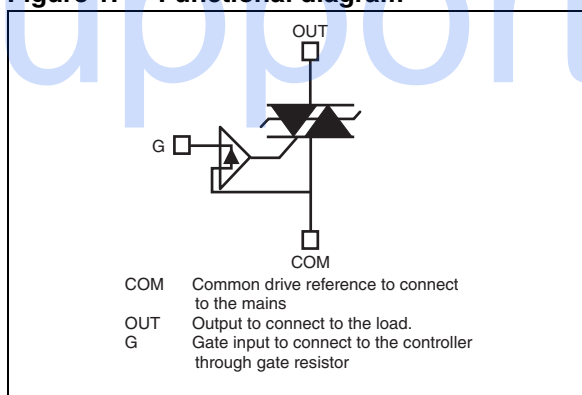 Figure 1. Functional diagram
OUT
G
COM
COM Common drive reference to connect
to the mains
OUT Output to connect to the load.
G Gate input to connect to the controller
through gate resistor